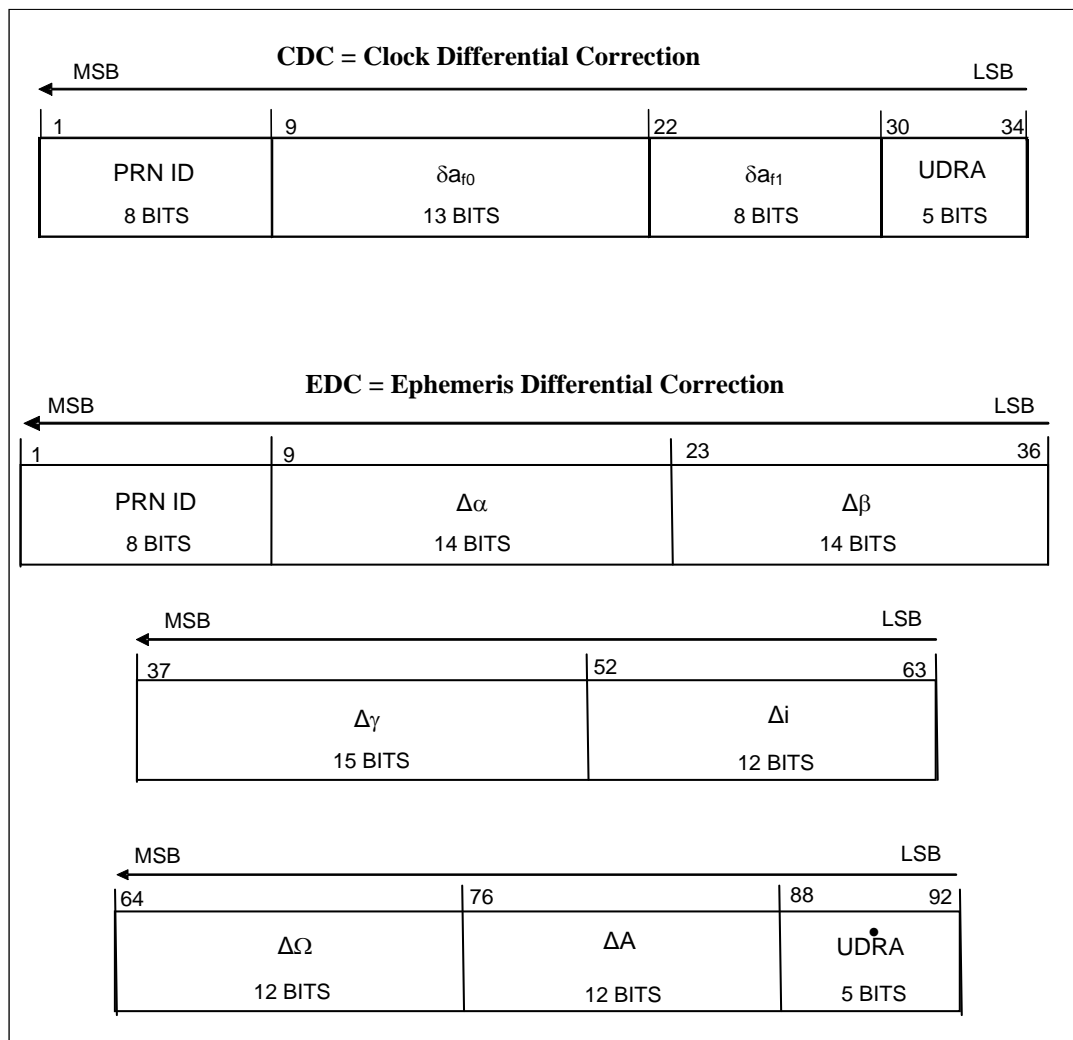 CDC = Clock Differential Correction
MSB LSB
1 9 22 30 34
PRN ID δa_f0 δa_f1 UDRA
8 BITS 13 BITS 8 BITS 5 BITS
EDC = Ephemeris Differential Correction
MSB LSB
1 9 23 36
PRN ID Δα Δβ
8 BITS 14 BITS 14 BITS
MSB LSB
37 52 63
Δγ Δi
15 BITS 12 BITS
MSB LSB
64 76 88 92
ΔΩ ΔA UDṘA
12 BITS 12 BITS 5 BITS